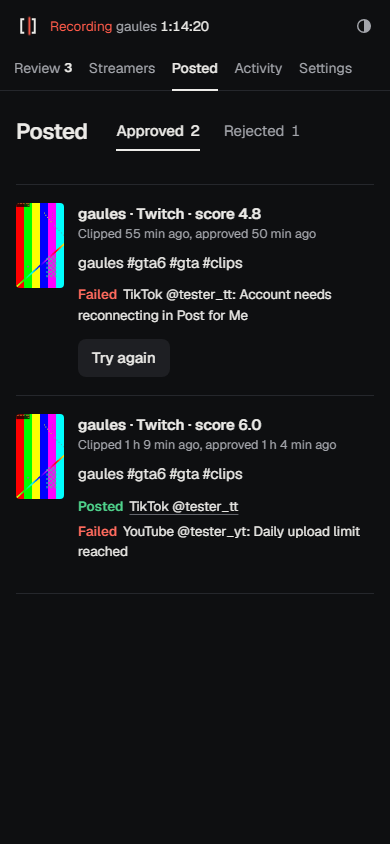 [|] Recording gaules 1:14:20
Review 3 Streamers Posted Activity Settings
Posted Approved 2 Rejected 1
gaules · Twitch · score 4.8
Clipped 55 min ago, approved 50 min ago
gaules #gta6 #gta #clips
Failed TikTok @tester_tt: Account needs
reconnecting in Post for Me
Try again
gaules · Twitch · score 6.0
Clipped 1 h 9 min ago, approved 1 h 4 min ago
gaules #gta6 #gta #clips
Posted TikTok @tester_tt
Failed YouTube @tester_yt: Daily upload limit
reached